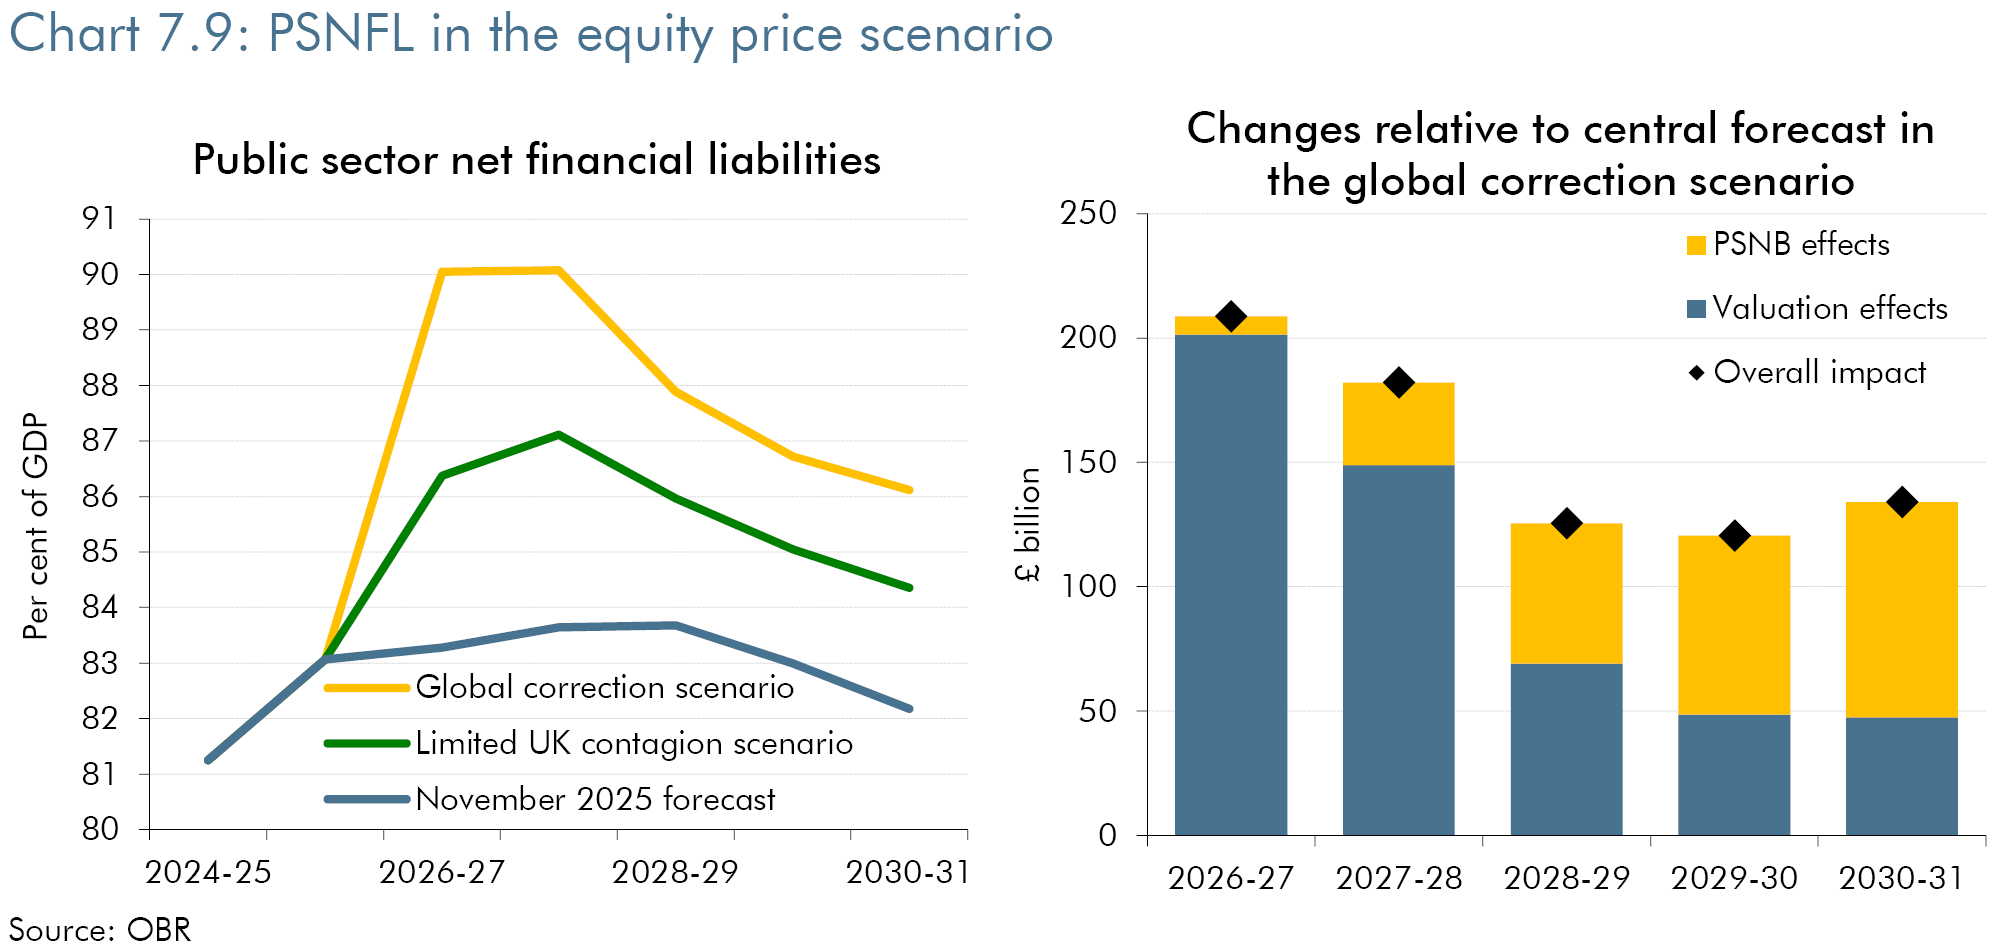 Chart 7.9: PSNFL in the equity price scenario
Public sector net financial liabilities
91
90
89
88
87
86
85
84
83
82
81
80
Per cent of GDP
Global correction scenario
Limited UK contagion scenario
November 2025 forecast
2024-25
2026-27
2028-29
2030-31
Changes relative to central forecast in
the global correction scenario
250
200
150
100
50
0
£ billion
PSNB effects
Valuation effects
Overall impact
2026-27
2027-28
2028-29
2029-30
2030-31
Source: OBR